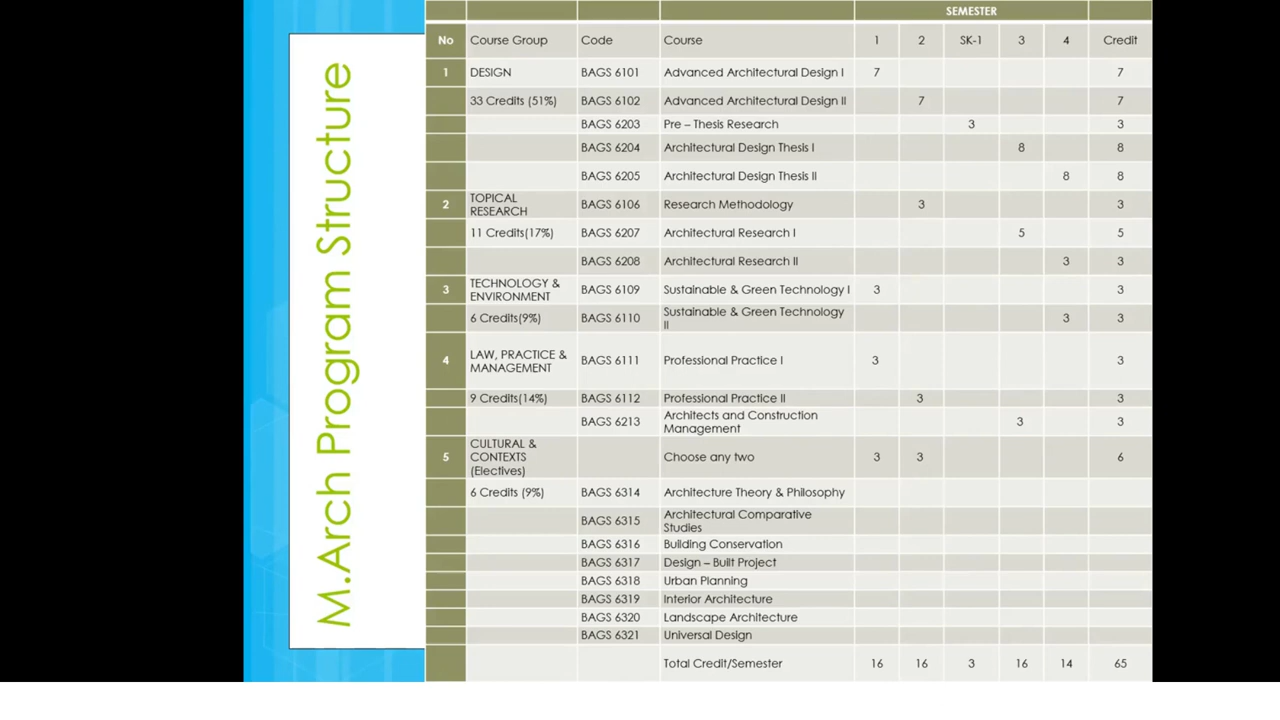 M.Arch Program Structure
SEMESTER
No Course Group Code Course 1 2 SK-1 3 4 Credit
1 DESIGN BAGS 6101 Advanced Architectural Design I 7 7
33 Credits (51%) BAGS 6102 Advanced Architectural Design II 7 7
BAGS 6203 Pre – Thesis Research 3 3
BAGS 6204 Architectural Design Thesis I 8 8
BAGS 6205 Architectural Design Thesis II 8 8
2 TOPICAL
RESEARCH BAGS 6106 Research Methodology 3 3
11 Credits(17%) BAGS 6207 Architectural Research I 5 5
BAGS 6208 Architectural Research II 3 3
3 TECHNOLOGY &
ENVIRONMENT BAGS 6109 Sustainable & Green Technology I 3 3
6 Credits(9%) BAGS 6110 Sustainable & Green Technology
II 3 3
4 LAW, PRACTICE &
MANAGEMENT BAGS 6111 Professional Practice I 3 3
9 Credits(14%) BAGS 6112 Professional Practice II 3 3
BAGS 6213 Architects and Construction
Management 3 3
5 CULTURAL &
CONTEXTS
(Electives) Choose any two 3 3 6
6 Credits (9%) BAGS 6314 Architecture Theory & Philosophy
BAGS 6315 Architectural Comparative
Studies
BAGS 6316 Building Conservation
BAGS 6317 Design – Built Project
BAGS 6318 Urban Planning
BAGS 6319 Interior Architecture
BAGS 6320 Landscape Architecture
BAGS 6321 Universal Design
Total Credit/Semester 16 16 3 16 14 65